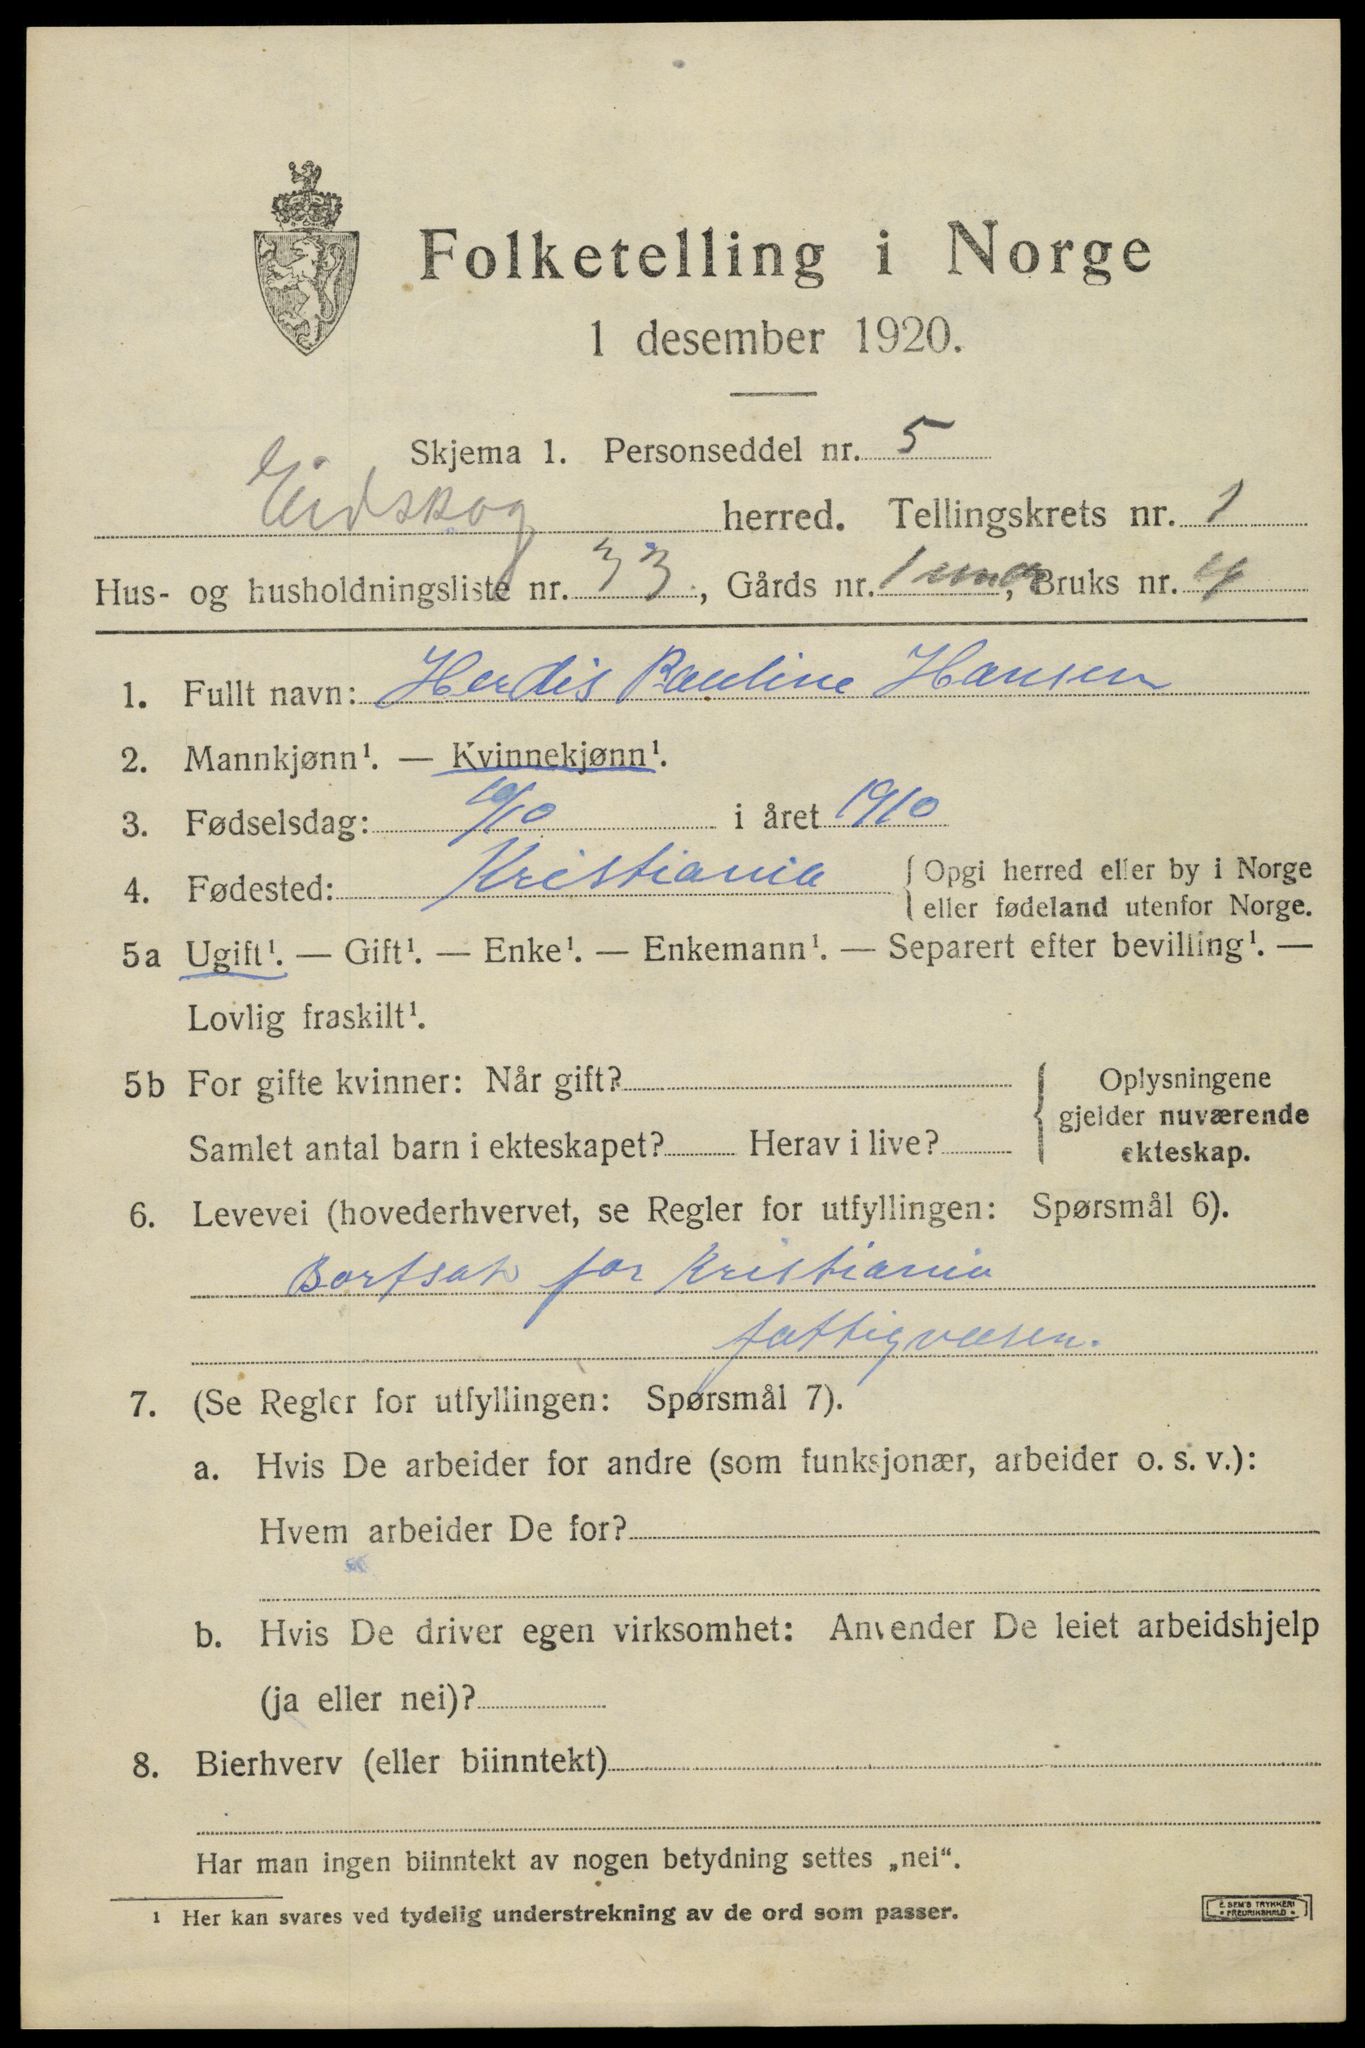 Folketelling i Norge
1 desember 1920.
Skjema 1. Personseddel nr. 5
Eidskog herred. Tellingskrets nr. 1
Hus- og husholdningsliste nr. 33, Gårds nr. 1, Bruks nr. 4
1. Fullt navn: Herdis Pauline Hansen
2. Mannkjønn¹. — Kvinnekjønn¹.
3. Fødselsdag: 10/10 i året 1910
4. Fødested: Kristiania { Opgi herred eller by i Norge
eller fødeland utenfor Norge.
5a Ugift¹. — Gift¹. — Enke¹. — Enkemann¹. — Separert efter bevilling¹. —
Lovlig fraskilt¹.
5b For gifte kvinner: Når gift? { Oplysningene
gjelder nuværende
Samlet antal barn i ekteskapet? Herav i live? ekteskap.
6. Levevei (hovederhvervet, se Regler for utfyllingen: Spørsmål 6).
Bortsat for Kristiania
fattigvæsen.
7. (Se Regler for utfyllingen: Spørsmål 7).
a. Hvis De arbeider for andre (som funksjonær, arbeider o. s. v.):
Hvem arbeider De for?
b. Hvis De driver egen virksomhet: Anvender De leiet arbeidshjelp
(ja eller nei)?
8. Bierhverv (eller biinntekt)
Har man ingen biinntekt av nogen betydning settes „nei“.
¹ Her kan svares ved tydelig understrekning av de ord som passer.
E. SEM'S TRYKKERI
FREDRIKSHALD